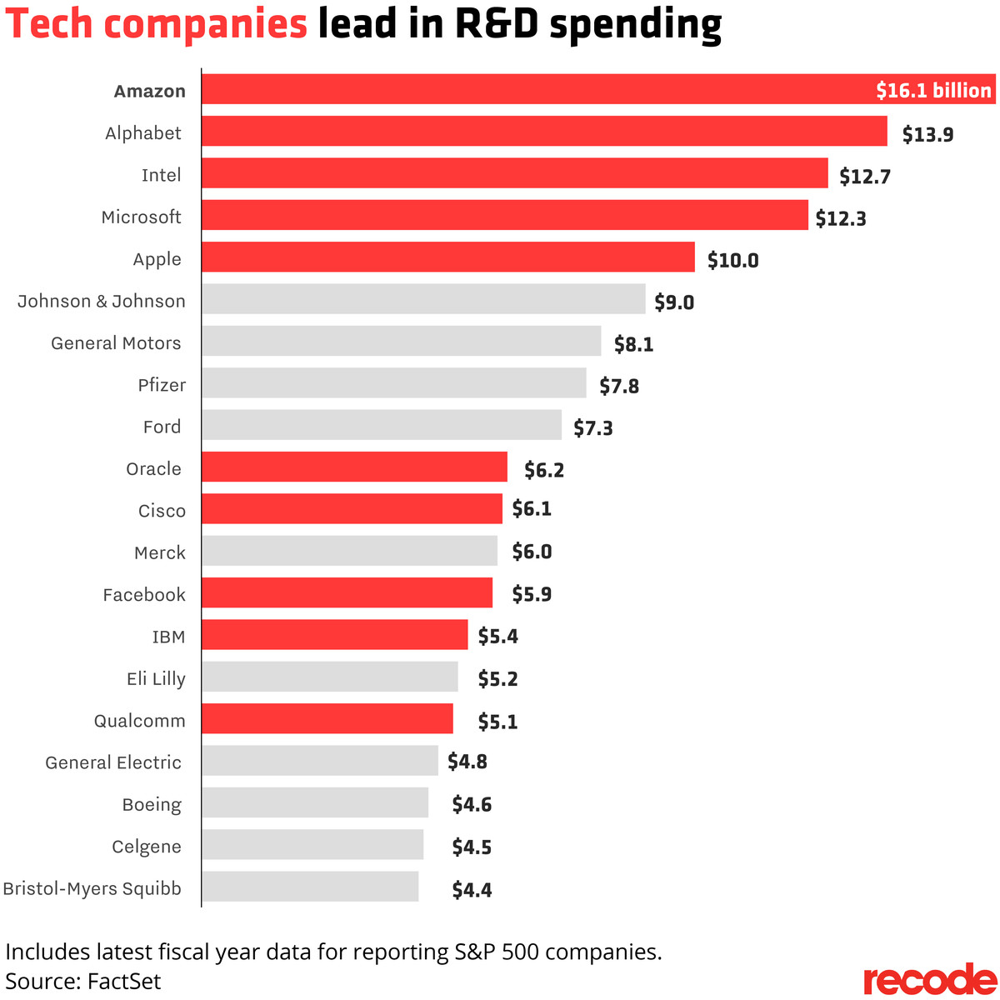 Tech companies lead in R&D spending
Amazon $16.1 billion
Alphabet $13.9
Intel $12.7
Microsoft $12.3
Apple $10.0
Johnson & Johnson $9.0
General Motors $8.1
Pfizer $7.8
Ford $7.3
Oracle $6.2
Cisco $6.1
Merck $6.0
Facebook $5.9
IBM $5.4
Eli Lilly $5.2
Qualcomm $5.1
General Electric $4.8
Boeing $4.6
Celgene $4.5
Bristol-Myers Squibb $4.4
Includes latest fiscal year data for reporting S&P 500 companies.
Source: FactSet
recode